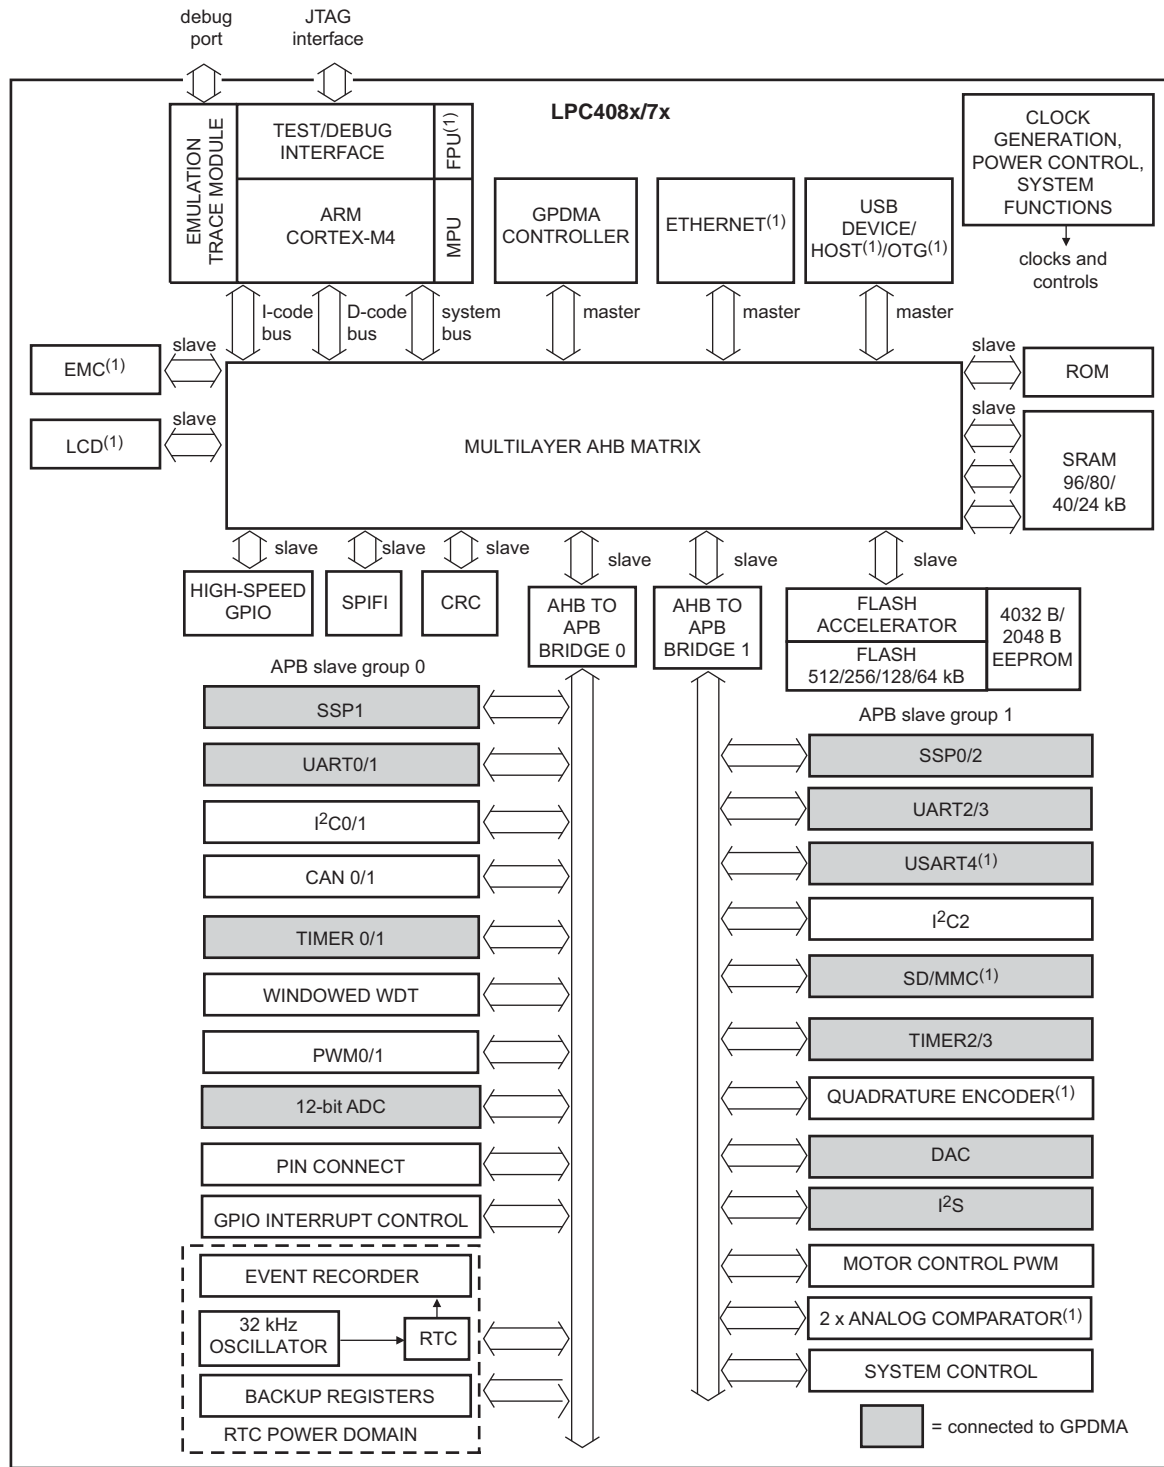 debug
port
JTAG
interface
LPC408x/7x
EMULATION
TRACE MODULE
TEST/DEBUG
INTERFACE
FPU(1)
ARM
CORTEX-M4
MPU
GPDMA
CONTROLLER
ETHERNET(1)
USB
DEVICE/
HOST(1)/OTG(1)
CLOCK
GENERATION,
POWER CONTROL,
SYSTEM
FUNCTIONS
clocks and
controls
I-code
bus
D-code
bus
system
bus
master
master
master
EMC(1)
slave
LCD(1)
slave
MULTILAYER AHB MATRIX
slave
ROM
slave
SRAM
96/80/
40/24 kB
slave
slave
slave
slave
slave
slave
HIGH-SPEED
GPIO
SPIFI
CRC
AHB TO
APB
BRIDGE 0
AHB TO
APB
BRIDGE 1
FLASH
ACCELERATOR
FLASH
512/256/128/64 kB
4032 B/
2048 B
EEPROM
APB slave group 0
SSP1
UART0/1
I2C0/1
CAN 0/1
TIMER 0/1
WINDOWED WDT
PWM0/1
12-bit ADC
PIN CONNECT
GPIO INTERRUPT CONTROL
EVENT RECORDER
32 kHz
OSCILLATOR
RTC
BACKUP REGISTERS
RTC POWER DOMAIN
APB slave group 1
SSP0/2
UART2/3
USART4(1)
I2C2
SD/MMC(1)
TIMER2/3
QUADRATURE ENCODER(1)
DAC
I2S
MOTOR CONTROL PWM
2 x ANALOG COMPARATOR(1)
SYSTEM CONTROL
= connected to GPDMA